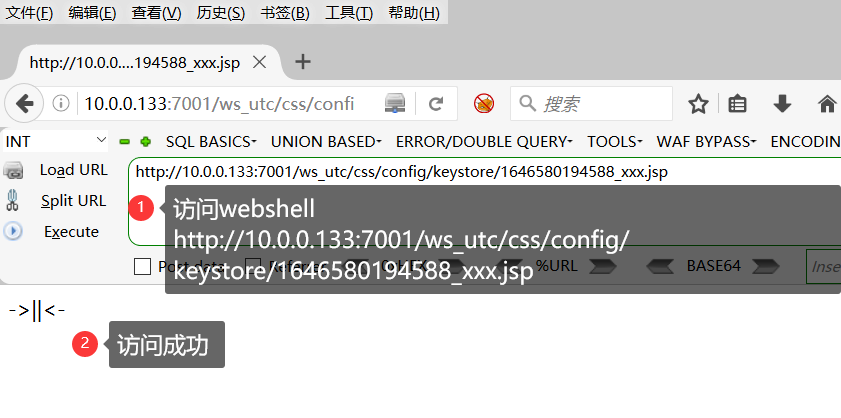 文件(F) 编辑(E) 查看(V) 历史(S) 书签(B) 工具(T) 帮助(H)
http://10.0.0....194588_xxx.jsp
10.0.0.133:7001/ws_utc/css/confi
搜索
INT SQL BASICS UNION BASED ERROR/DOUBLE QUERY TOOLS WAF BYPASS ENCODIN
Load URL
http://10.0.0.133:7001/ws_utc/css/config/keystore/1646580194588_xxx.jsp
Split URL
Execute
1
访问webshell
http://10.0.0.133:7001/ws_utc/css/config/
keystore/1646580194588_xxx.jsp
Post data %URL BASE64 Inse
->||<-
2
访问成功